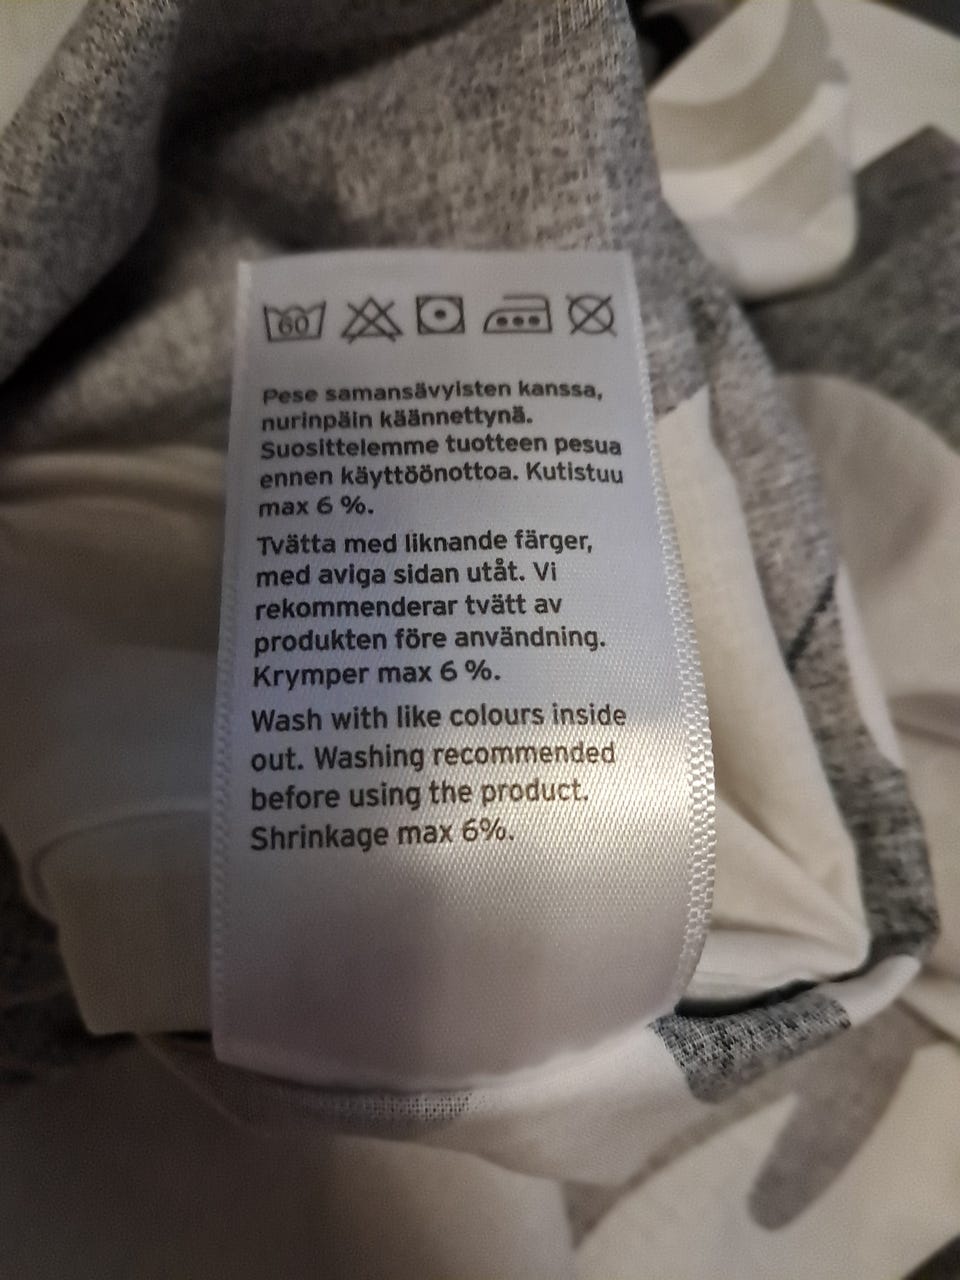 60
Pese samansävyisten kanssa,
nurinpäin käännettynä.
Suosittelemme tuotteen pesua
ennen käyttöönottoa. Kutistuu
max 6 %.
Tvätta med liknande färger,
med aviga sidan utåt. Vi
rekommenderar tvätt av
produkten före användning.
Krymper max 6 %.
Wash with like colours inside
out. Washing recommended
before using the product.
Shrinkage max 6%.